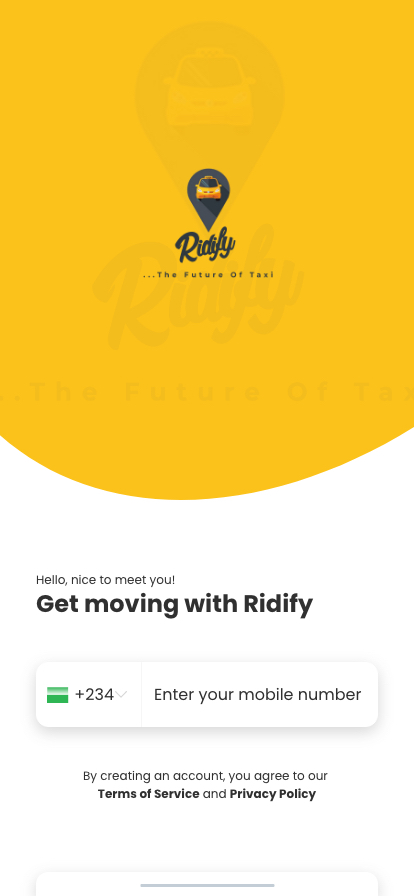 Ridify
...The Future Of Taxi
Ridify
..The Future Of Tax
Hello, nice to meet you!
Get moving with Ridify
+234 Enter your mobile number
By creating an account, you agree to our
Terms of Service and Privacy Policy